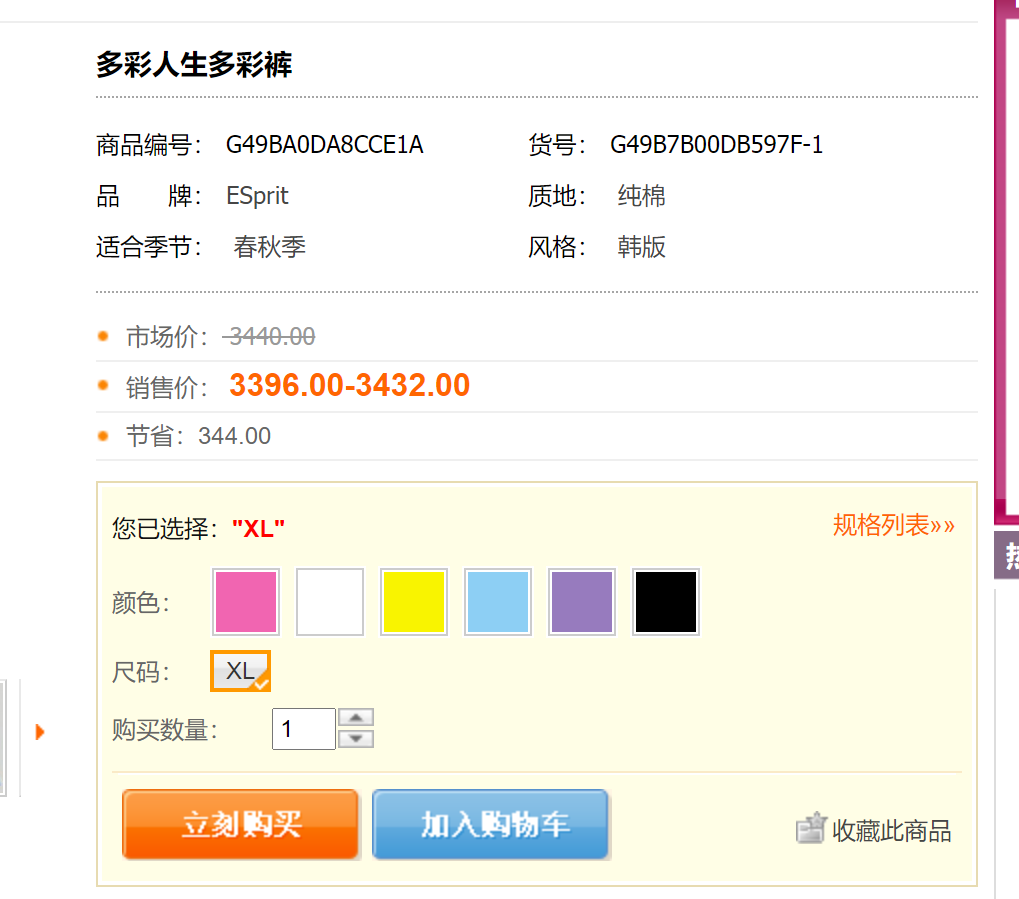 多彩人生多彩裤
商品编号： G49BA0DA8CCE1A 货号： G49B7B00DB597F-1
品 牌： ESprit 质地： 纯棉
适合季节： 春秋季 风格： 韩版
市场价： 3440.00
销售价： 3396.00-3432.00
节省：344.00
您已选择："XL" 规格列表»»
颜色：
尺码： XL
购买数量： 1
立刻购买 加入购物车 收藏此商品